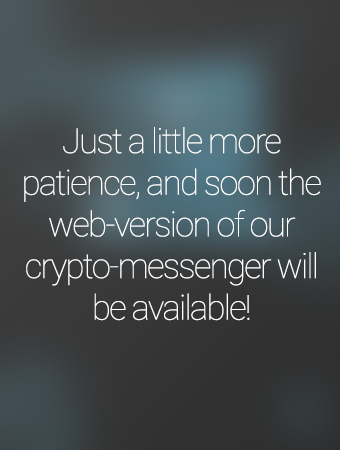 Just a little more
patience, and soon the
web-version of our
crypto-messenger will
be available!